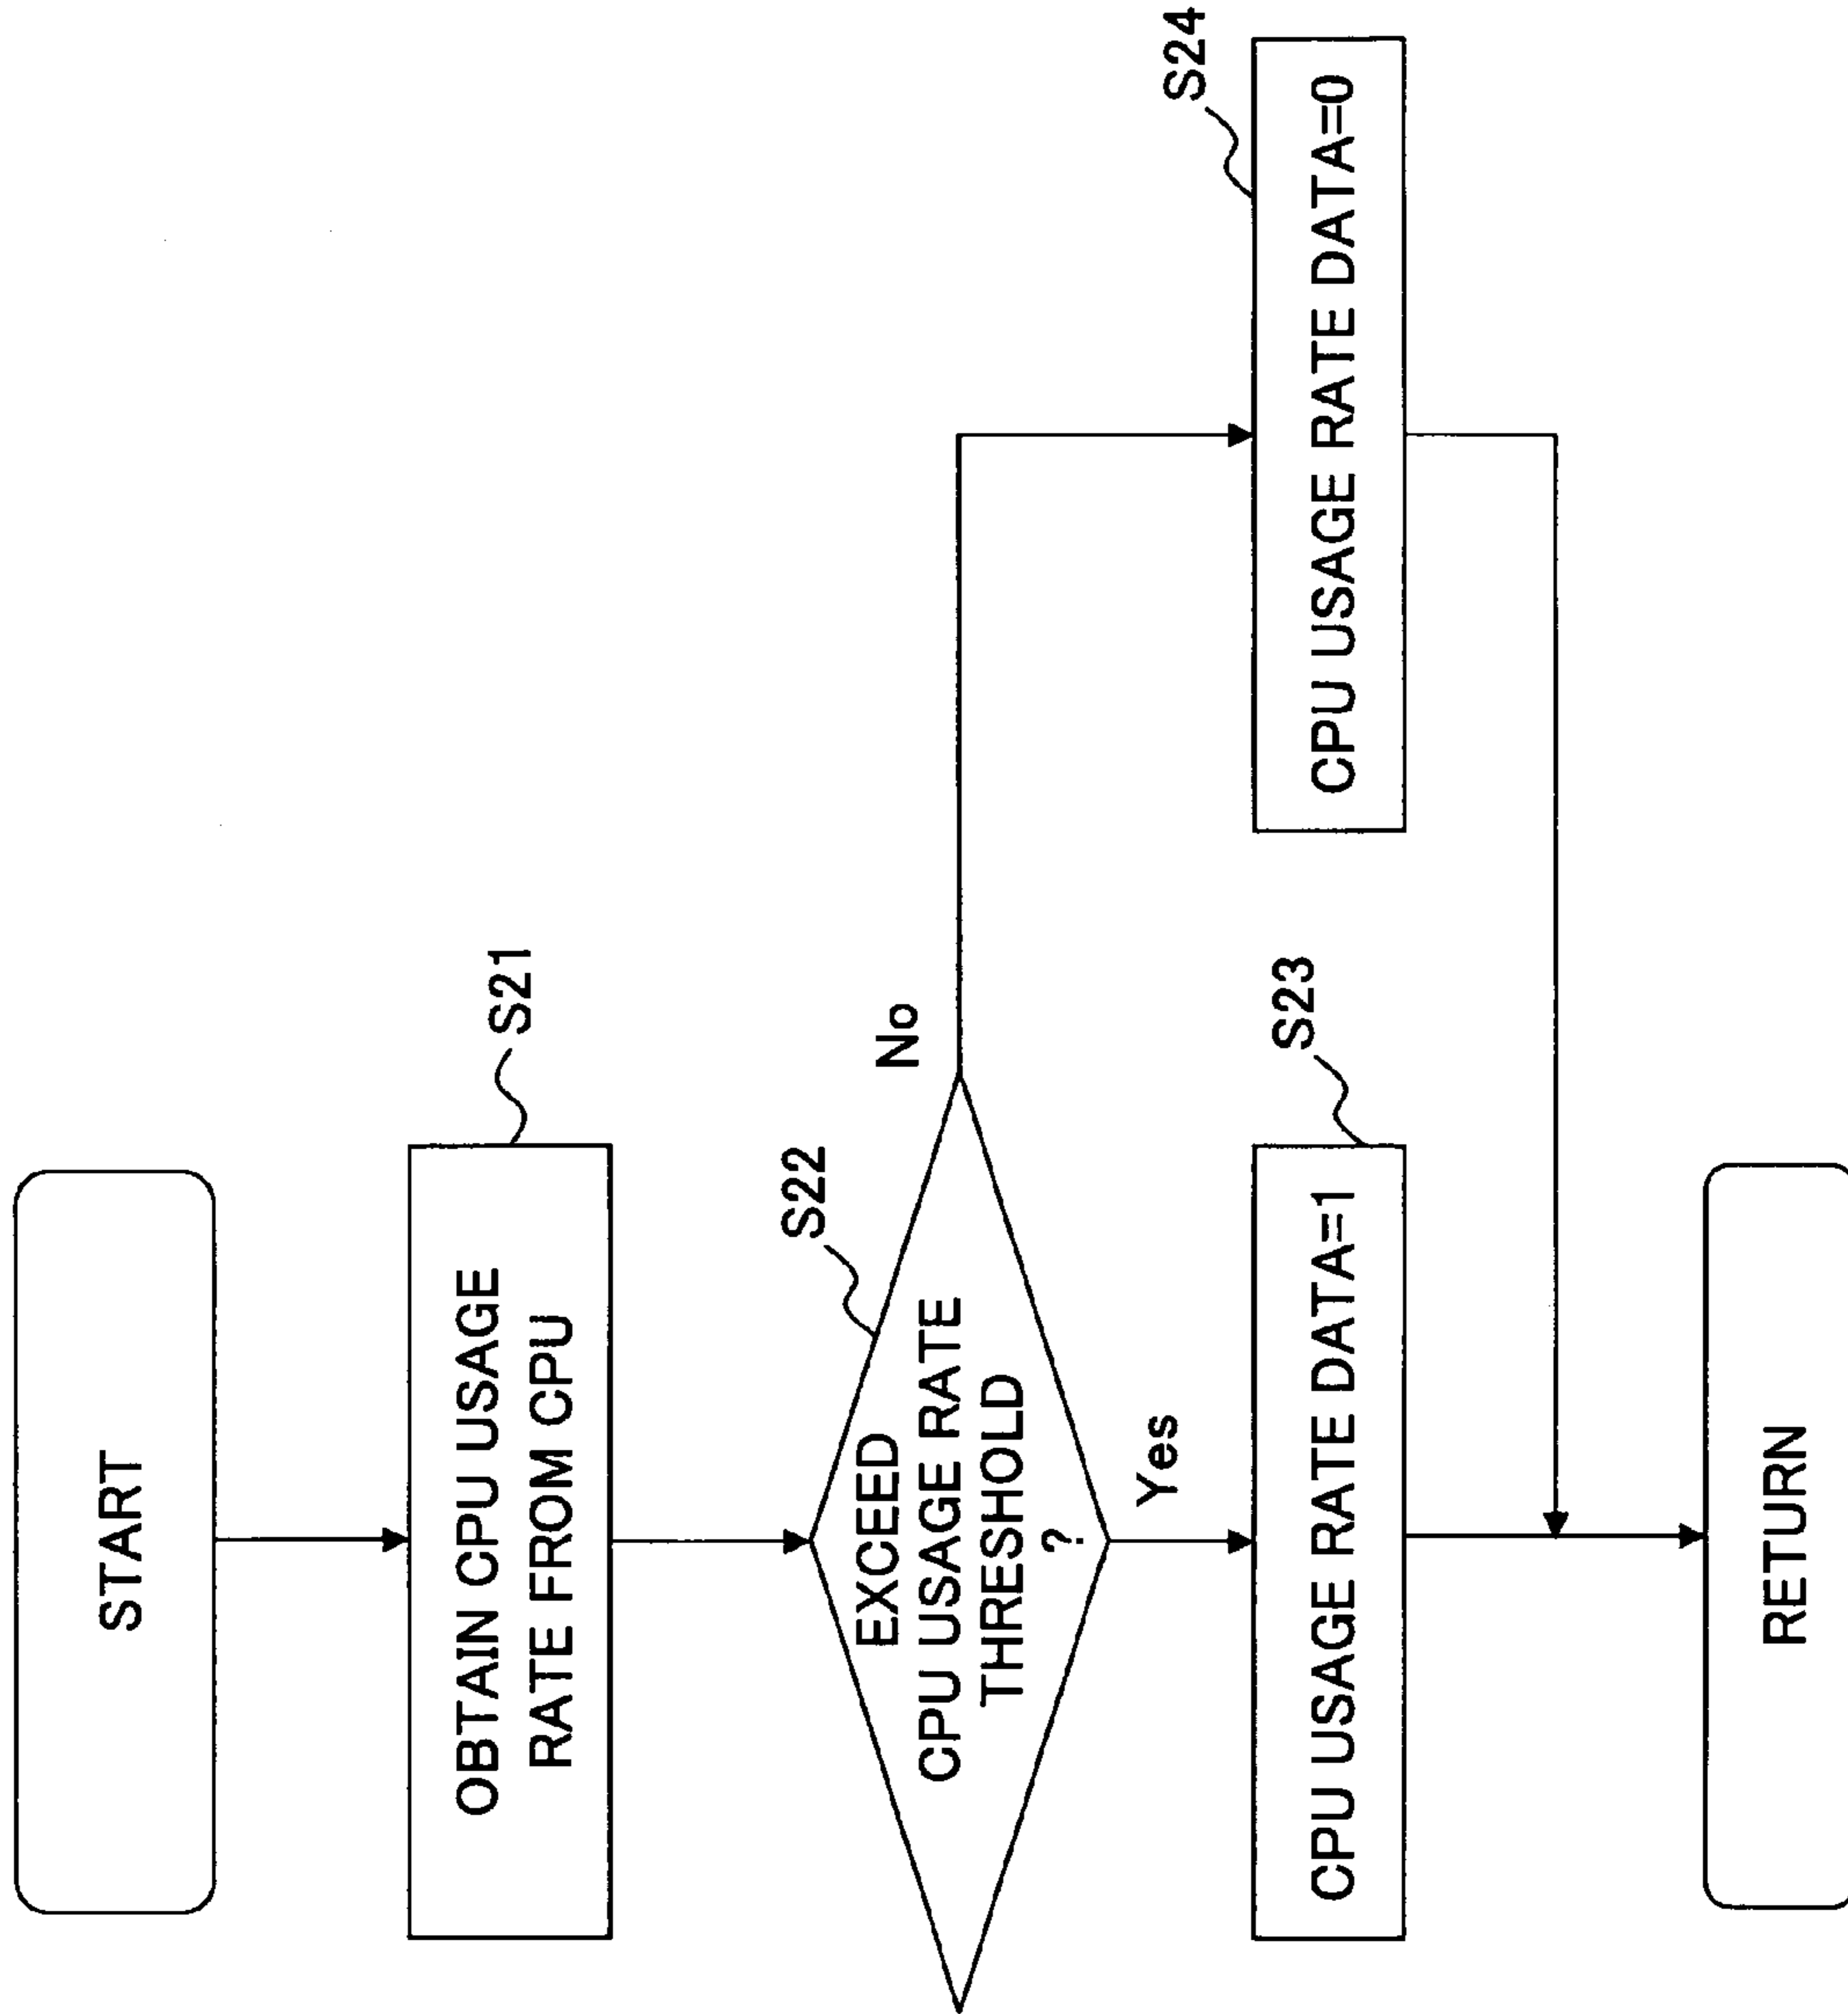 START
S21
OBTAIN CPU USAGE
RATE FROM CPU
S22
EXCEED
CPU USAGE RATE
THRESHOLD
?
No
Yes
S23
CPU USAGE RATE DATA=1
S24
CPU USAGE RATE DATA=0
RETURN